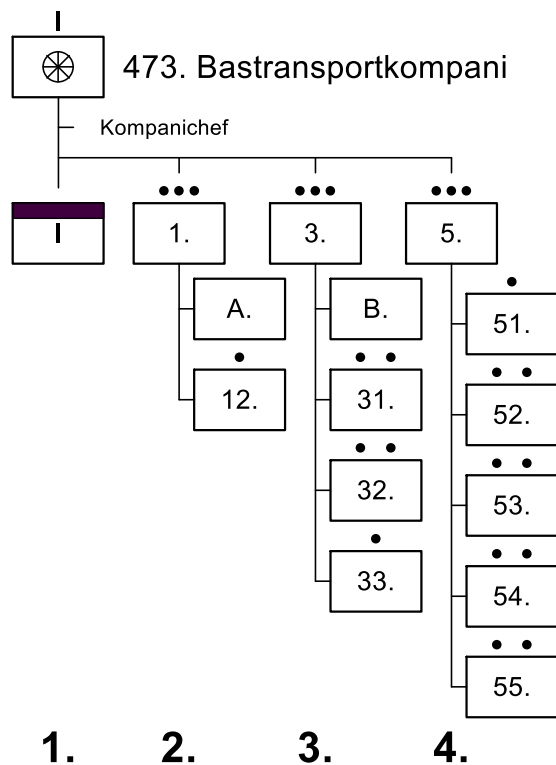 473. Bastransportkompani
Kompanichef
1. 3. 5.
A. B.
51.
12. 31.
52.
32.
53.
33.
54.
55.
1. 2. 3. 4.